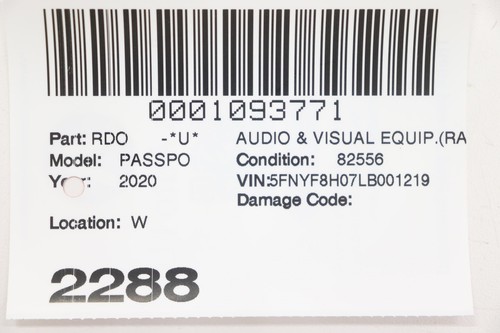 0001093771
Part: RDO -*U* AUDIO & VISUAL EQUIP.(RA
Model: PASSPO Condition: 82556
Year: 2020 VIN:5FNYF8H07LB001219
Damage Code:
Location: W
2288